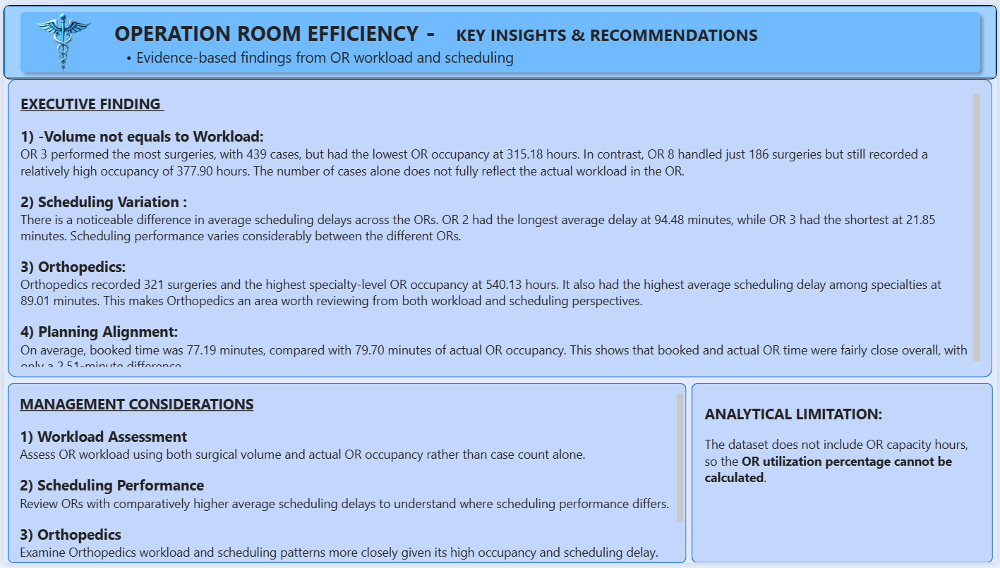 OPERATION ROOM EFFICIENCY - KEY INSIGHTS & RECOMMENDATIONS
• Evidence-based findings from OR workload and scheduling
EXECUTIVE FINDING
1) -Volume not equals to Workload:
OR 3 performed the most surgeries, with 439 cases, but had the lowest OR occupancy at 315.18 hours. In contrast, OR 8 handled just 186 surgeries but still recorded a
relatively high occupancy of 377.90 hours. The number of cases alone does not fully reflect the actual workload in the OR.
2) Scheduling Variation :
There is a noticeable difference in average scheduling delays across the ORs. OR 2 had the longest average delay at 94.48 minutes, while OR 3 had the shortest at 21.85
minutes. Scheduling performance varies considerably between the different ORs.
3) Orthopedics:
Orthopedics recorded 321 surgeries and the highest specialty-level OR occupancy at 540.13 hours. It also had the highest average scheduling delay among specialties at
89.01 minutes. This makes Orthopedics an area worth reviewing from both workload and scheduling perspectives.
4) Planning Alignment:
On average, booked time was 77.19 minutes, compared with 79.70 minutes of actual OR occupancy. This shows that booked and actual OR time were fairly close overall, with
only a 2.51-minute difference.
MANAGEMENT CONSIDERATIONS
1) Workload Assessment
Assess OR workload using both surgical volume and actual OR occupancy rather than case count alone.
2) Scheduling Performance
Review ORs with comparatively higher average scheduling delays to understand where scheduling performance differs.
3) Orthopedics
Examine Orthopedics workload and scheduling patterns more closely given its high occupancy and scheduling delay.
ANALYTICAL LIMITATION:
The dataset does not include OR capacity hours,
so the OR utilization percentage cannot be
calculated.